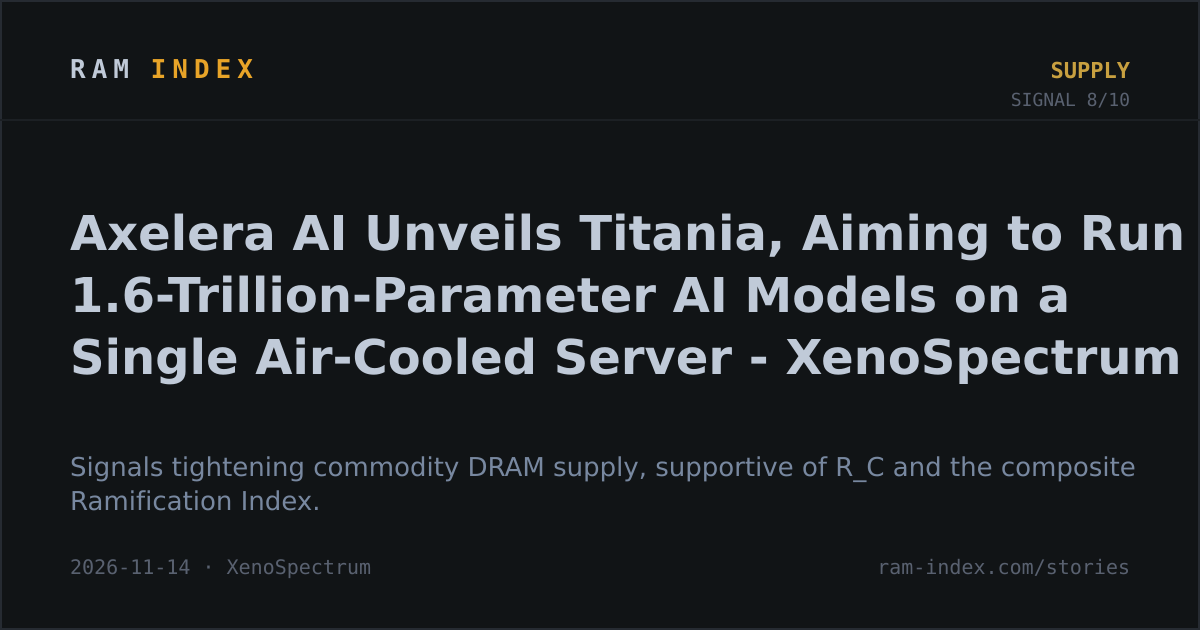 RAM INDEX
SUPPLY
SIGNAL 8/10
Axelera AI Unveils Titania, Aiming to Run
1.6-Trillion-Parameter AI Models on a
Single Air-Cooled Server - XenoSpectrum
Signals tightening commodity DRAM supply, supportive of R_C and the composite
Ramification Index.
2026-11-14 · XenoSpectrum
ram-index.com/stories